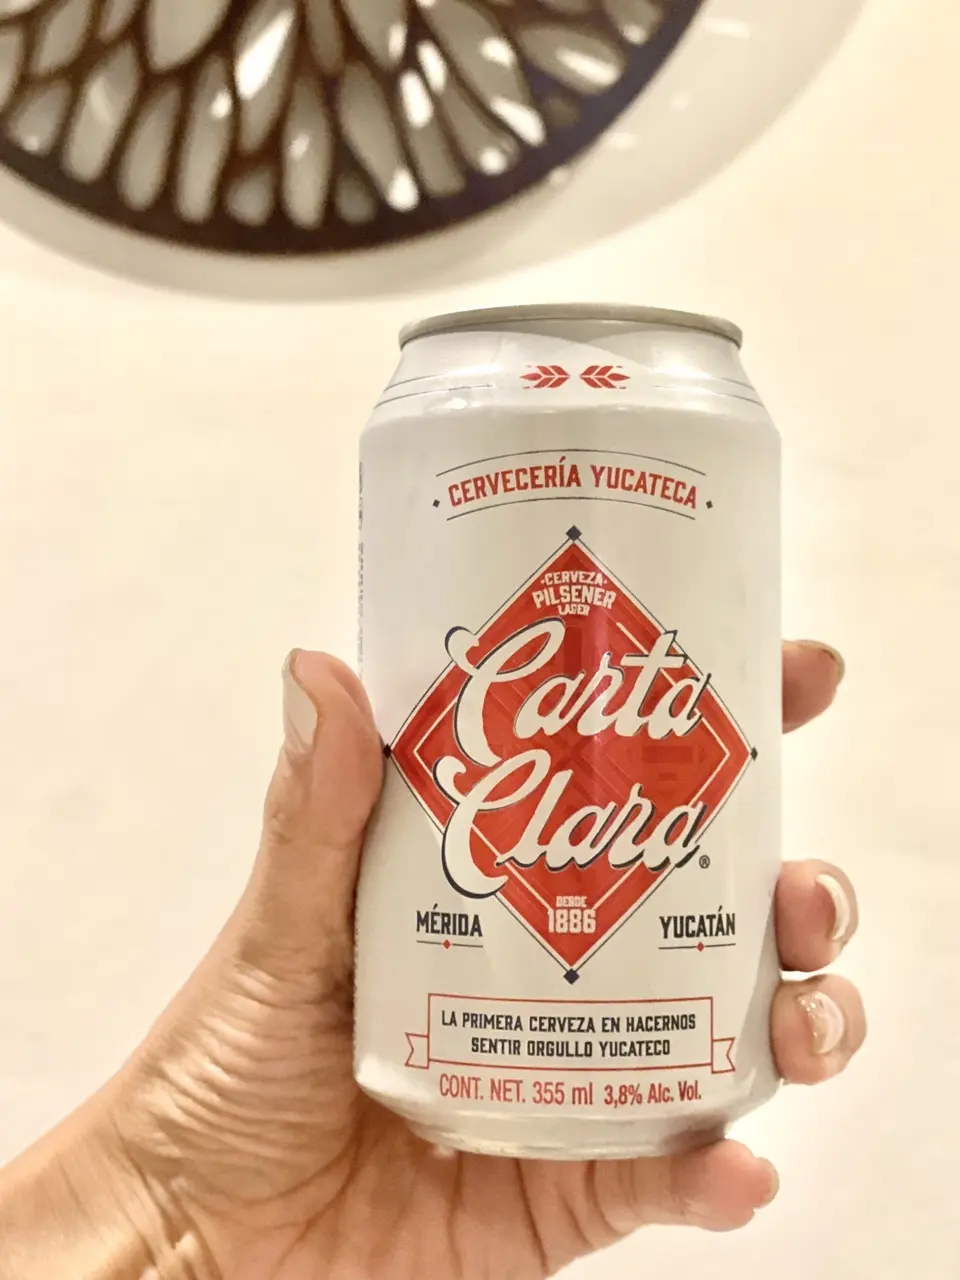 CERVECERÍA YUCATECA
·CERVEZA·
PILSENER
LAGER
Carta
Clara®
DESDE
1886
MÉRIDA
YUCATÁN
LA PRIMERA CERVEZA EN HACERNOS
SENTIR ORGULLO YUCATECO
CONT. NET. 355 ml 3,8% Alc. Vol.